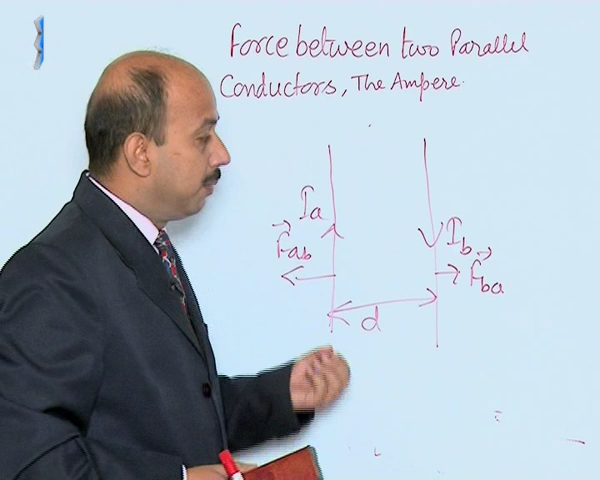 Force between two Parallel
Conductors, The Ampere.
Ia
Ib
Fab
Fba
d